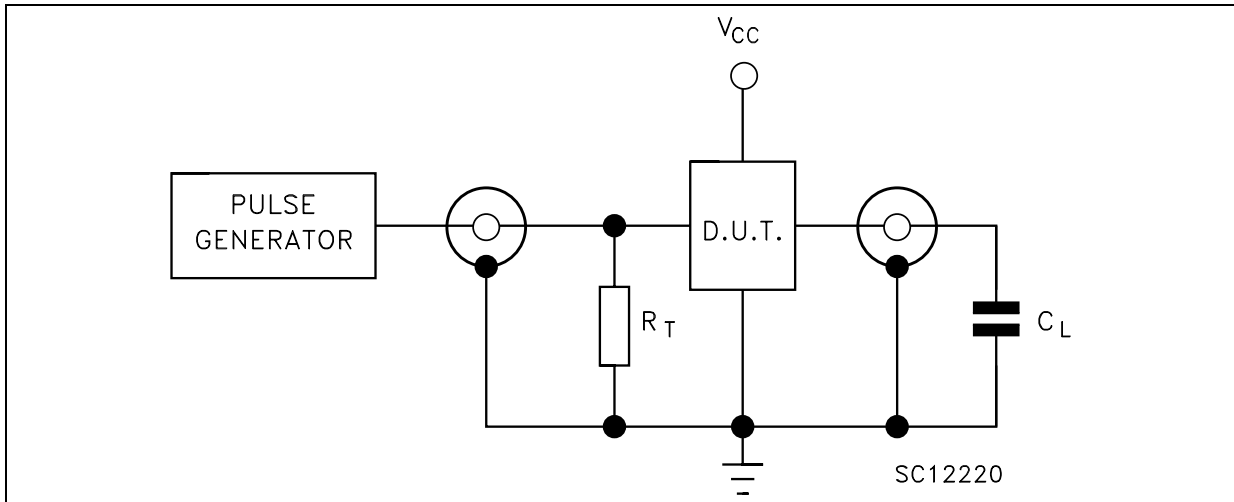 VCC
PULSE
GENERATOR
D.U.T.
RT
CL
SC12220